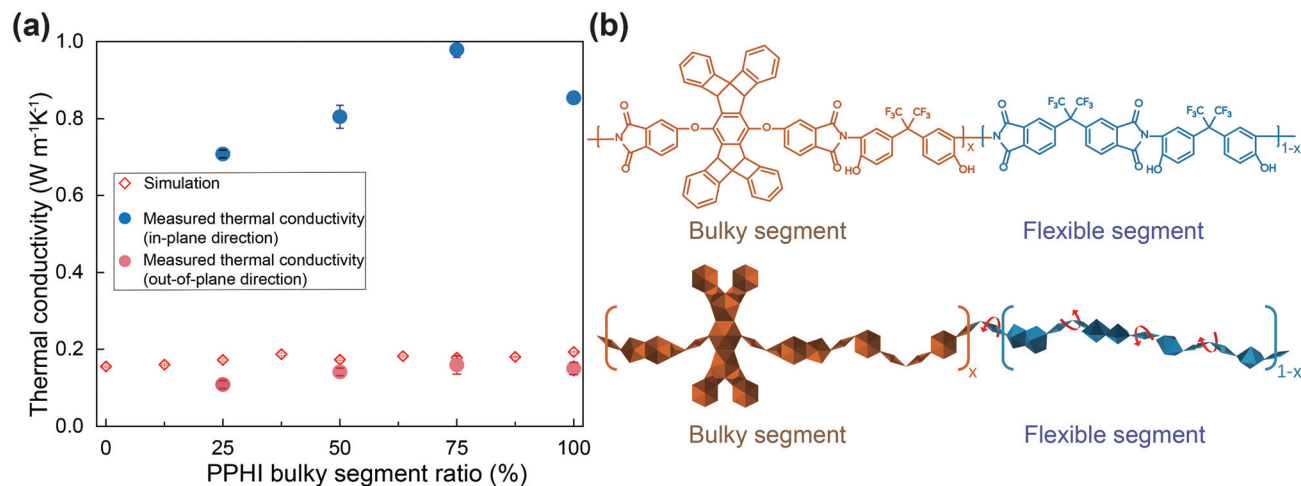 (a)
1.0
0.8
0.6
0.4
0.2
0.0
Thermal conductivity (W m⁻¹K⁻¹)
Simulation
Measured thermal conductivity
(in-plane direction)
Measured thermal conductivity
(out-of-plane direction)
0 25 50 75 100
PPHI bulky segment ratio (%)
(b)
F₃C CF₃ F₃C CF₃ F₃C CF₃
O O O O O O
N O O N N N
O O O O
HO OH x HO OH 1-x
Bulky segment Flexible segment
x 1-x
Bulky segment Flexible segment